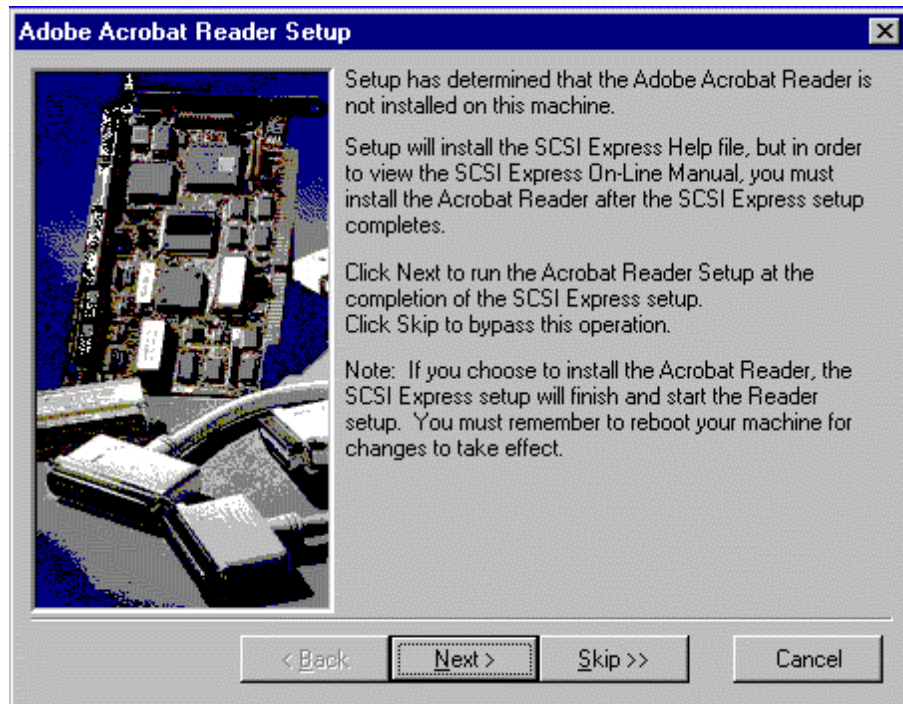 Adobe Acrobat Reader Setup
Setup has determined that the Adobe Acrobat Reader is
not installed on this machine.
Setup will install the SCSI Express Help file, but in order
to view the SCSI Express On-Line Manual, you must
install the Acrobat Reader after the SCSI Express setup
completes.
Click Next to run the Acrobat Reader Setup at the
completion of the SCSI Express setup.
Click Skip to bypass this operation.
Note:  If you choose to install the Acrobat Reader, the
SCSI Express setup will finish and start the Reader
setup.  You must remember to reboot your machine for
changes to take effect.
< Back
Next >
Skip >>
Cancel